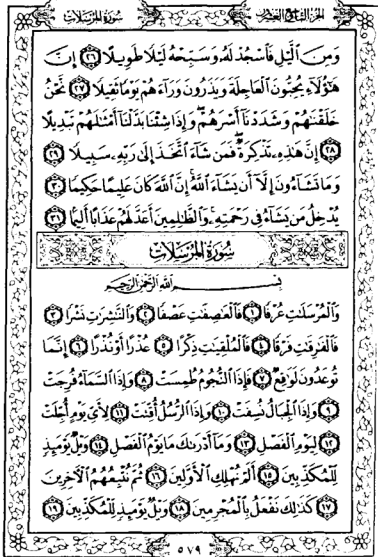 الجزء التاسع والعشرون سورة المرسلات
وَمِنَ ٱلَّيْلِ فَٱسْجُدْ لَهُۥ وَسَبِّحْهُ لَيْلًا طَوِيلًا ٢٦ إِنَّ
هَٰٓؤُلَآءِ يُحِبُّونَ ٱلْعَاجِلَةَ وَيَذَرُونَ وَرَآءَهُمْ يَوْمًا ثَقِيلًا ٢٧ نَّحْنُ
خَلَقْنَٰهُمْ وَشَدَدْنَآ أَسْرَهُمْ وَإِذَا شِئْنَا بَدَّلْنَآ أَمْثَٰلَهُمْ تَبْدِيلًا
٢٨ إِنَّ هَٰذِهِۦ تَذْكِرَةٌ فَمَن شَآءَ ٱتَّخَذَ إِلَىٰ رَبِّهِۦ سَبِيلًا ٢٩
وَمَا تَشَآءُونَ إِلَّآ أَن يَشَآءَ ٱللَّهُ إِنَّ ٱللَّهَ كَانَ عَلِيمًا حَكِيمًا ٣٠
يُدْخِلُ مَن يَشَآءُ فِى رَحْمَتِهِۦ وَٱلظَّٰلِمِينَ أَعَدَّ لَهُمْ عَذَابًا أَلِيمًا ٣١
سُورَةُ الْمُرْسَلَاتِ
بِسْمِ ٱللَّهِ ٱلرَّحْمَٰنِ ٱلرَّحِيمِ
وَٱلْمُرْسَلَٰتِ عُرْفًا ١ فَٱلْعَٰصِفَٰتِ عَصْفًا ٢ وَٱلنَّٰشِرَٰتِ نَشْرًا ٣
فَٱلْفَٰرِقَٰتِ فَرْقًا ٤ فَٱلْمُلْقِيَٰتِ ذِكْرًا ٥ عُذْرًا أَوْ نُذْرًا ٦ إِنَّمَا
تُوعَدُونَ لَوَٰقِعٌ ٧ فَإِذَا ٱلنُّجُومُ طُمِسَتْ ٨ وَإِذَا ٱلسَّمَآءُ فُرِجَتْ
٩ وَإِذَا ٱلْجِبَالُ نُسِفَتْ ١٠ وَإِذَا ٱلرُّسُلُ أُقِّتَتْ ١١ لِأَىِّ يَوْمٍ أُجِّلَتْ
١٢ لِيَوْمِ ٱلْفَصْلِ ١٣ وَمَآ أَدْرَىٰكَ مَا يَوْمُ ٱلْفَصْلِ ١٤ وَيْلٌ يَوْمَئِذٍ
لِّلْمُكَذِّبِينَ ١٥ أَلَمْ نُهْلِكِ ٱلْأَوَّلِينَ ١٦ ثُمَّ نُتْبِعُهُمُ ٱلْءَاخِرِينَ
١٧ كَذَٰلِكَ نَفْعَلُ بِٱلْمُجْرِمِينَ ١٨ وَيْلٌ يَوْمَئِذٍ لِّلْمُكَذِّبِينَ ١٩
٥٧٩